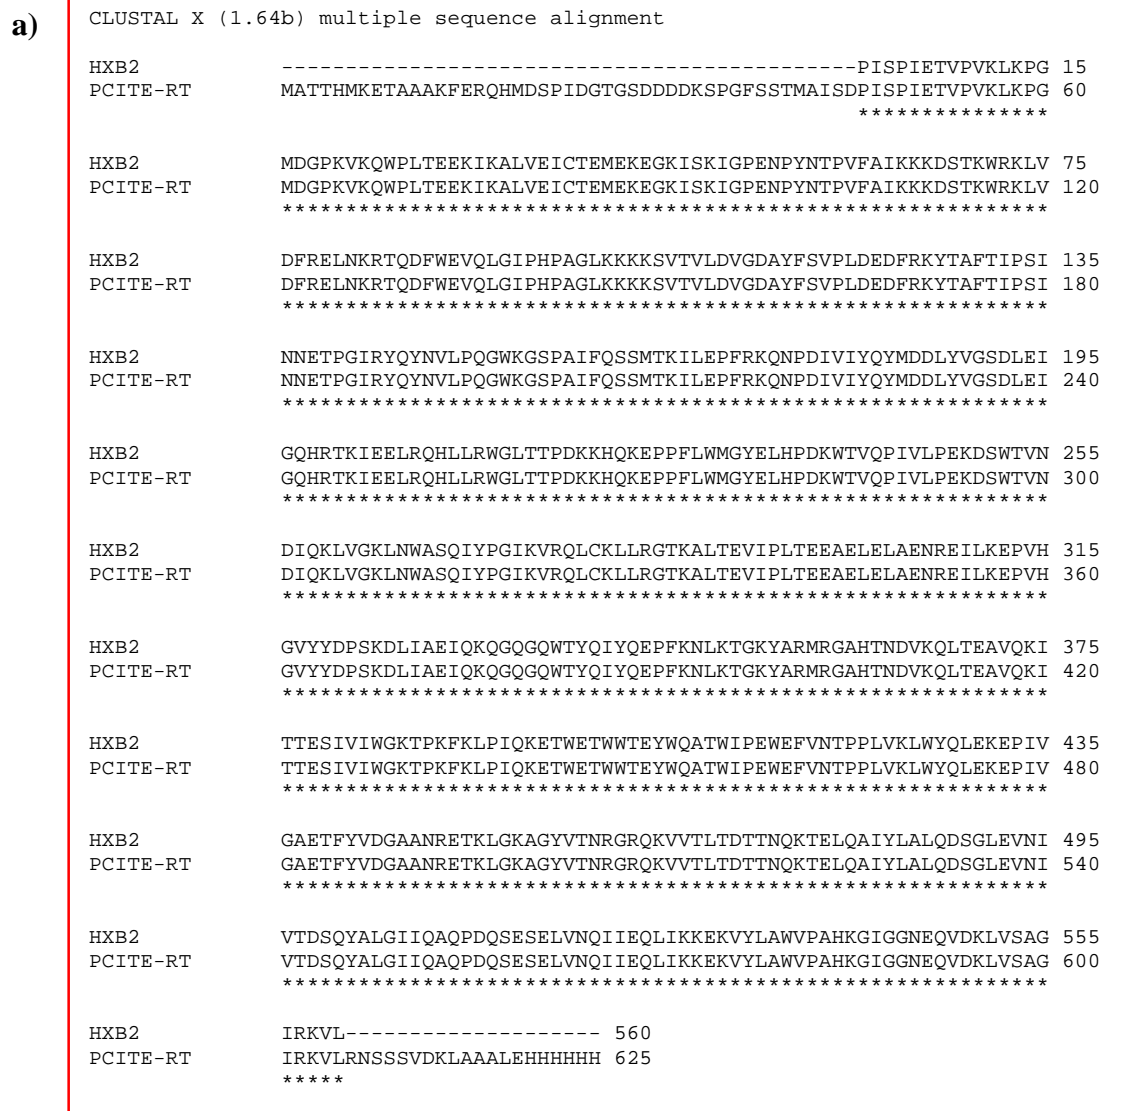 a)
CLUSTAL X (1.64b) multiple sequence alignment
HXB2 ---------------------------------------------PISPIETVPVKLKPG 15
PCITE-RT MATTHMKETAAAKFERQHMDSPIDGTGSDDDDKSPGFSSTMAISDPISPIETVPVKLKPG 60
***************
HXB2 MDGPKVKQWPLTEEKIKALVEICTEMEKEGKISKIGPENPYNTPVFAIKKKDSTKWRKLV 75
PCITE-RT MDGPKVKQWPLTEEKIKALVEICTEMEKEGKISKIGPENPYNTPVFAIKKKDSTKWRKLV 120
************************************************************
HXB2 DFRELNKRTQDFWEVQLGIPHPAGLKKKKSVTVLDVGDAYFSVPLDEDFRKYTAFTIPSI 135
PCITE-RT DFRELNKRTQDFWEVQLGIPHPAGLKKKKSVTVLDVGDAYFSVPLDEDFRKYTAFTIPSI 180
************************************************************
HXB2 NNETPGIRYQYNVLPQGWKGSPAIFQSSMTKILEPFRKQNPDIVIYQYMDDLYVGSDLEI 195
PCITE-RT NNETPGIRYQYNVLPQGWKGSPAIFQSSMTKILEPFRKQNPDIVIYQYMDDLYVGSDLEI 240
************************************************************
HXB2 GQHRTKIEELRQHLLRWGLTTPDKKHQKEPPFLWMGYELHPDKWTVQPIVLPEKDSWTVN 255
PCITE-RT GQHRTKIEELRQHLLRWGLTTPDKKHQKEPPFLWMGYELHPDKWTVQPIVLPEKDSWTVN 300
************************************************************
HXB2 DIQKLVGKLNWASQIYPGIKVRQLCKLLRGTKALTEVIPLTEEAELELAENREILKEPVH 315
PCITE-RT DIQKLVGKLNWASQIYPGIKVRQLCKLLRGTKALTEVIPLTEEAELELAENREILKEPVH 360
************************************************************
HXB2 GVYYDPSKDLIAEIQKQGQGQWTYQIYQEPFKNLKTGKYARMRGAHTNDVKQLTEAVQKI 375
PCITE-RT GVYYDPSKDLIAEIQKQGQGQWTYQIYQEPFKNLKTGKYARMRGAHTNDVKQLTEAVQKI 420
************************************************************
HXB2 TTESIVIWGKTPKFKLPIQKETWETWWTEYWQATWIPEWEFVNTPPLVKLWYQLEKEPIV 435
PCITE-RT TTESIVIWGKTPKFKLPIQKETWETWWTEYWQATWIPEWEFVNTPPLVKLWYQLEKEPIV 480
************************************************************
HXB2 GAETFYVDGAANRETKLGKAGYVTNRGRQKVVTLTDTTNQKTELQAIYLALQDSGLEVNI 495
PCITE-RT GAETFYVDGAANRETKLGKAGYVTNRGRQKVVTLTDTTNQKTELQAIYLALQDSGLEVNI 540
************************************************************
HXB2 VTDSQYALGIIQAQPDQSESELVNQIIEQLIKKEKVYLAWVPAHKGIGGNEQVDKLVSAG 555
PCITE-RT VTDSQYALGIIQAQPDQSESELVNQIIEQLIKKEKVYLAWVPAHKGIGGNEQVDKLVSAG 600
************************************************************
HXB2 IRKVL-------------------- 560
PCITE-RT IRKVLRNSSSVDKLAAALEHHHHHH 625
*****